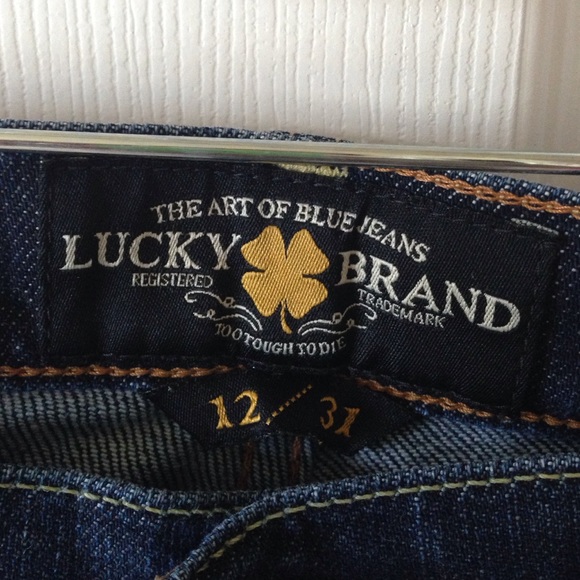 THE ART OF BLUE JEANS
LUCKY BRAND
REGISTERED TRADEMARK
TOO TOUGH TO DIE
12 31